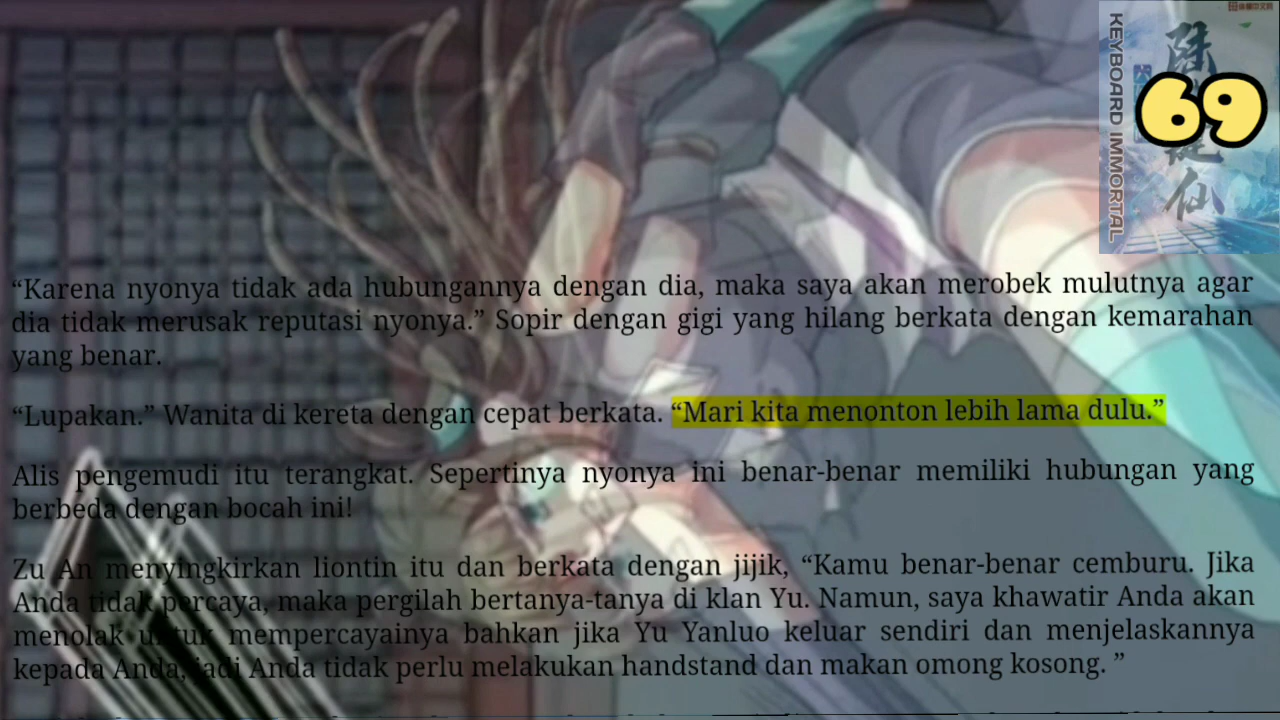 KEYBOARD IMMORTAL
69
“Karena nyonya tidak ada hubungannya dengan dia, maka saya akan merobek mulutnya agar
dia tidak merusak reputasi nyonya.” Sopir dengan gigi yang hilang berkata dengan kemarahan
yang benar.
“Lupakan.” Wanita di kereta dengan cepat berkata. “Mari kita menonton lebih lama dulu.”
Alis pengemudi itu terangkat. Sepertinya nyonya ini benar-benar memiliki hubungan yang
berbeda dengan bocah ini!
Zu An menyingkirkan liontin itu dan berkata dengan jijik, “Kamu benar-benar cemburu. Jika
Anda tidak percaya, maka pergilah bertanya-tanya di klan Yu. Namun, saya khawatir Anda akan
menolak untuk mempercayainya bahkan jika Yu Yanluo keluar sendiri dan menjelaskannya
kepada Anda, jadi Anda tidak perlu melakukan handstand dan makan omong kosong. ”